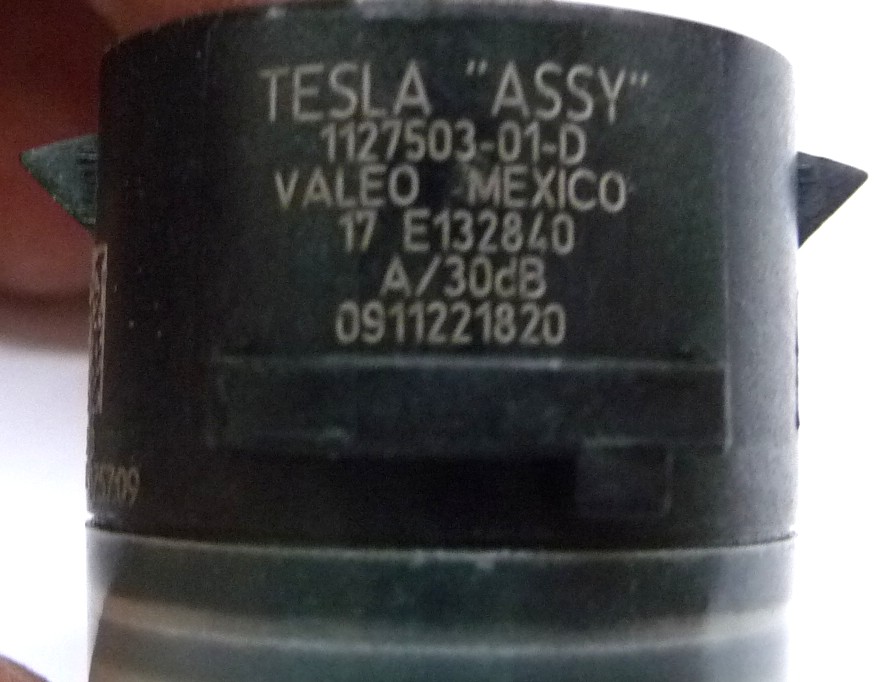 TESLA "ASSY"
1127503-01-D
VALEO MEXICO
17 E132840
A/30dB
0911221820